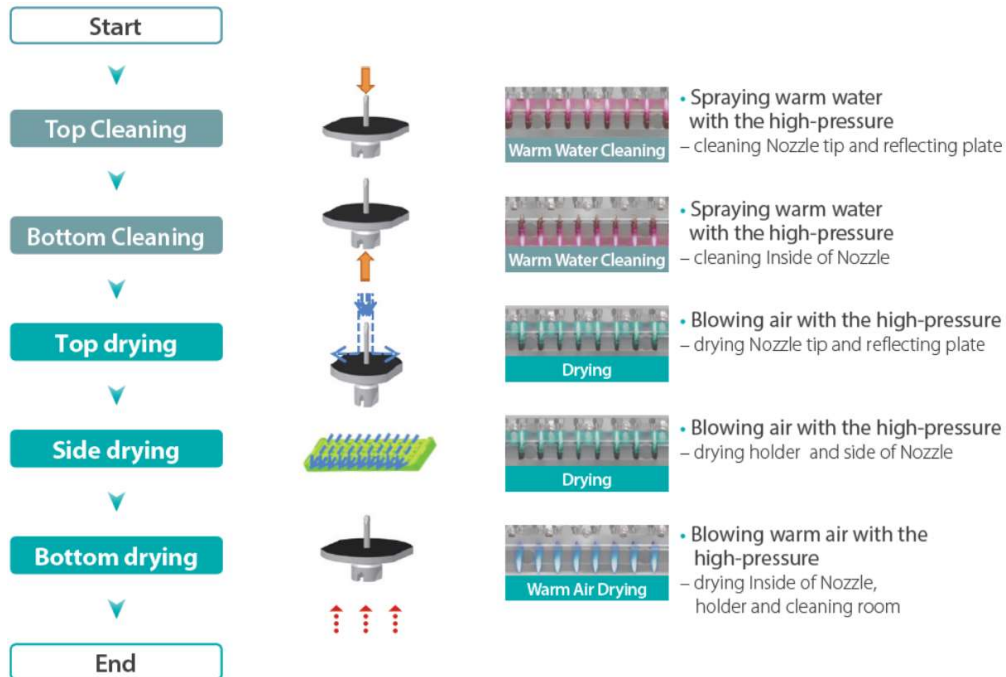 Start
Top Cleaning
Warm Water Cleaning
• Spraying warm water
with the high-pressure
– cleaning Nozzle tip and reflecting plate
Bottom Cleaning
Warm Water Cleaning
• Spraying warm water
with the high-pressure
– cleaning Inside of Nozzle
Top drying
Drying
• Blowing air with the high-pressure
– drying Nozzle tip and reflecting plate
Side drying
Drying
• Blowing air with the high-pressure
– drying holder and side of Nozzle
Bottom drying
Warm Air Drying
• Blowing warm air with the
high-pressure
– drying Inside of Nozzle,
holder and cleaning room
End